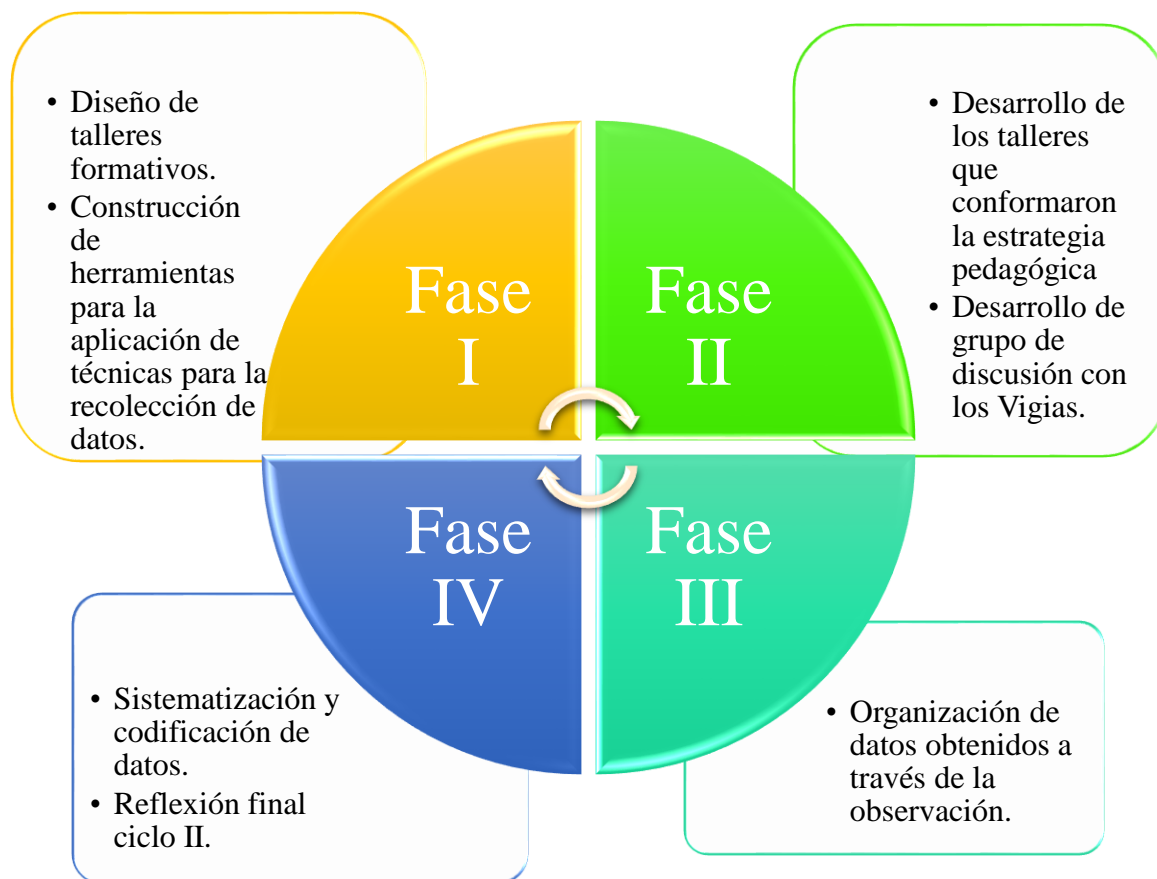 • Diseño de
talleres
formativos.
• Construcción
de
herramientas
para la
aplicación de
técnicas para la
recolección de
datos.
Fase
I
Fase
II
• Desarrollo de
los talleres
que
conformaron
la estrategia
pedagógica
• Desarrollo de
grupo de
discusión con
los Vigias.
Fase
IV
Fase
III
• Sistematización y
codificación de
datos.
• Reflexión final
ciclo II.
• Organización de
datos obtenidos a
través de la
observación.